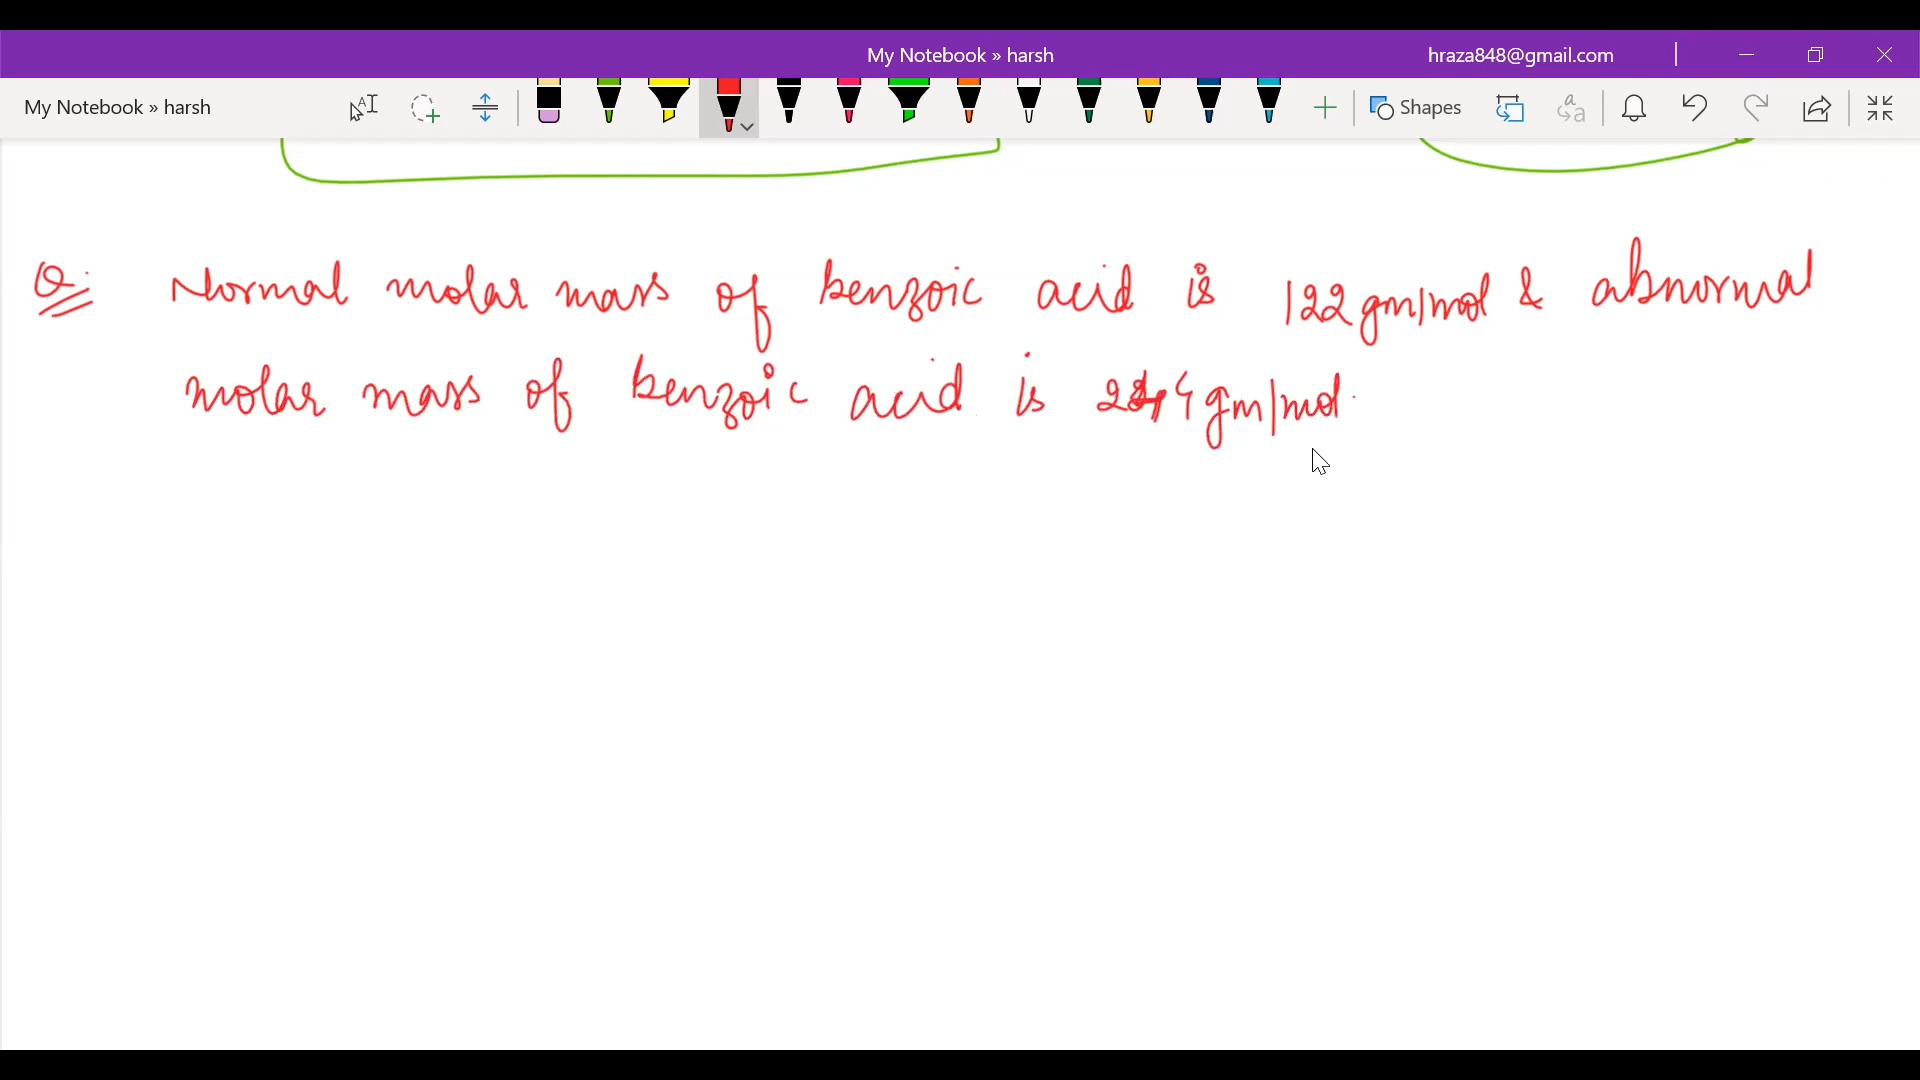 My Notebook » harsh
hraza848@gmail.com
My Notebook » harsh
Shapes
Q: Normal molar mass of benzoic acid is 122 gm/mol & abnormal
molar mass of benzoic acid is gm/mol.